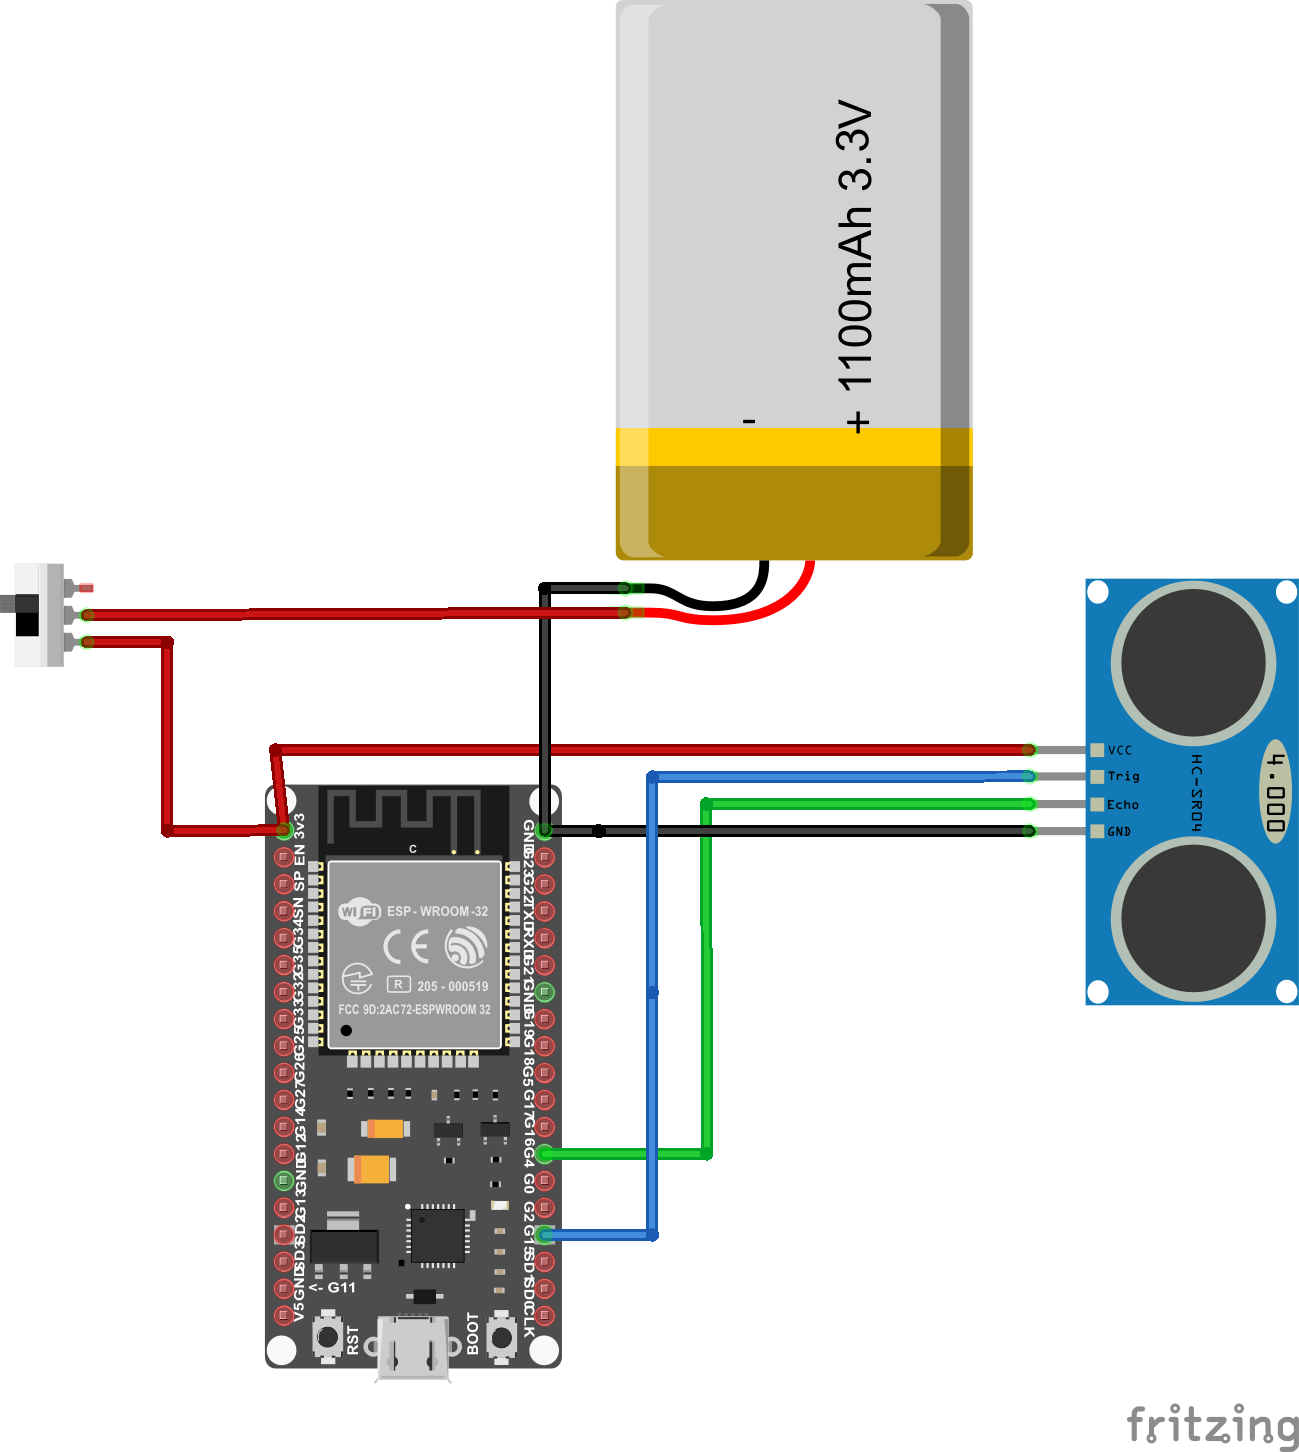 + 1100mAh 3.3V
-
VCC
Trig
Echo
GND
HC-SR04
4.000
C
WiFi
ESP-WROOM-32
CE
R 205-000519
FCC 9D:2AC72-ESPWROOM 32
3v3
EN
SP
SN
G34
G35
G32
G33
G25
G26
G27
G14
G12
GND
G13
SD2
SD3
GND
V5
GND
G23
G22
TXD
RXD
G21
GND
G19
G18
G5
G17
G16
G4
G0
G2
G15
SD1
SD0
CLK
<- G11
RST
BOOT
fritzing